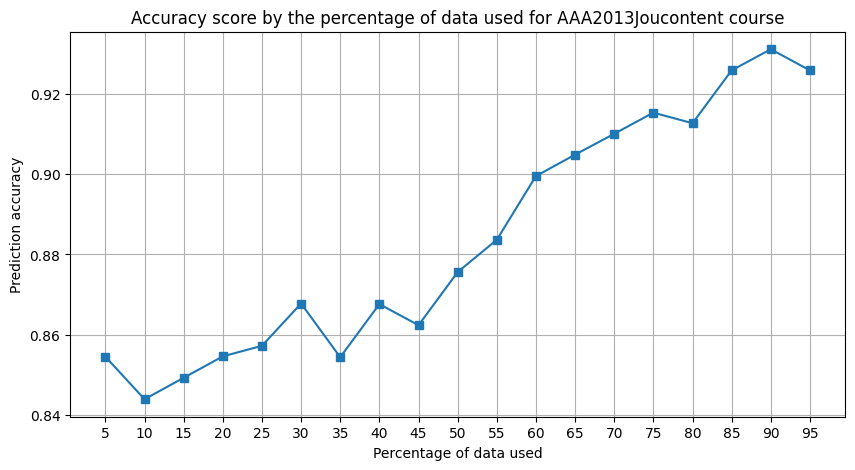 Accuracy score by the percentage of data used for AAA2013Joucontent course
Prediction accuracy
0.92
0.90
0.88
0.86
0.84
5 10 15 20 25 30 35 40 45 50 55 60 65 70 75 80 85 90 95
Percentage of data used